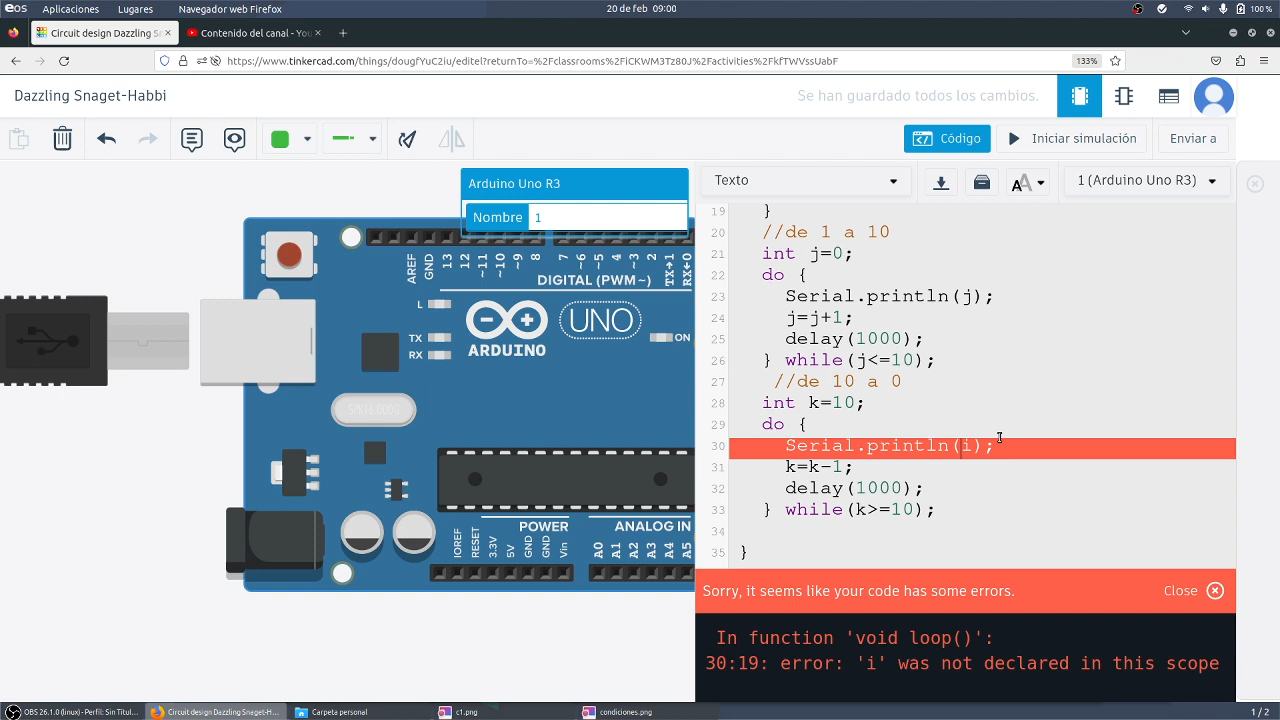 eos Aplicaciones Lugares Navegador web Firefox 20 de feb 09:00 100 %
Circuit design Dazzling S Contenido del canal - You
https://www.tinkercad.com/things/dougfYuC2iu/editel?returnTo=%2Fclassrooms%2FiCKWM3Tz80J%2Factivities%2FkfTWVssUabF 133%
Dazzling Snaget-Habbi Se han guardado todos los cambios.
Código Iniciar simulación Enviar a
Arduino Uno R3
Nombre 1
Texto 1 (Arduino Uno R3)
AREF GND 13 12 ~11 ~10 ~9 8 7 ~6 ~5 4 ~3 2 TX→1 RX←0
DIGITAL (PWM~)
L
TX
RX
UNO
ARDUINO
ON
POWER ANALOG IN
IOREF RESET 3.3V 5V GND GND Vin A0 A1 A2 A3 A4 A5
19 }
20 //de 1 a 10
21 int j=0;
22 do {
23 Serial.println(j);
24 j=j+1;
25 delay(1000);
26 } while(j<=10);
27 //de 10 a 0
28 int k=10;
29 do {
30 Serial.println(i);
31 k=k-1;
32 delay(1000);
33 } while(k>=10);
34
35 }
Sorry, it seems like your code has some errors. Close
In function 'void loop()':
30:19: error: 'i' was not declared in this scope
OBS 26.1.0 (linux) - Perfil: Sin Titul... Circuit design Dazzling Snaget-H... Carpeta personal c1.png condiciones.png 1 / 2